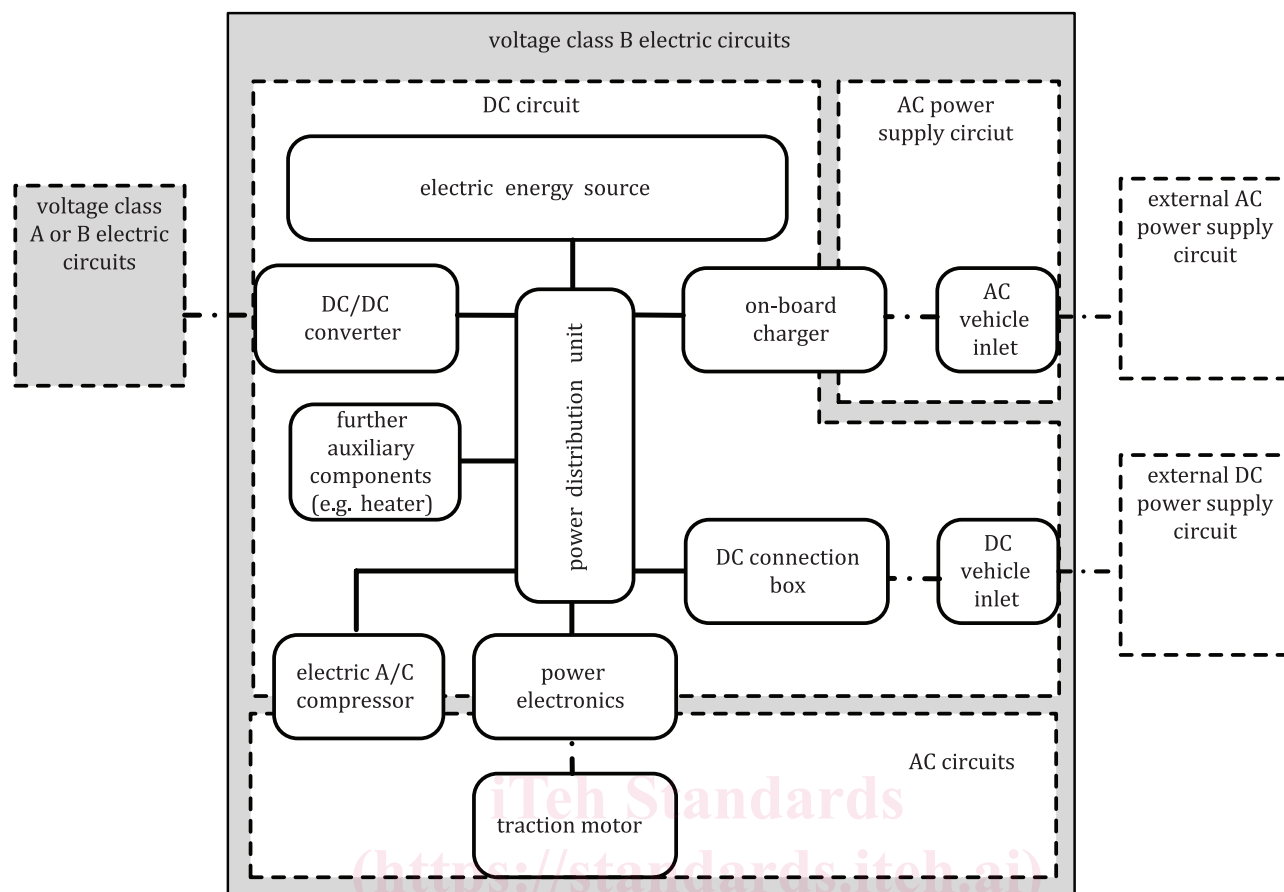 voltage class B electric circuits
DC circuit
AC power
supply circiut
electric energy source
voltage class
A or B electric
circuits
external AC
power supply
circuit
DC/DC
converter
on-board
charger
AC
vehicle
inlet
power distribution unit
further
auxiliary
components
(e.g. heater)
external DC
power supply
circuit
DC connection
box
DC
vehicle
inlet
electric A/C
compressor
power
electronics
AC circuits
traction motor
iTeh Standards
(https://standards.iteh.ai)